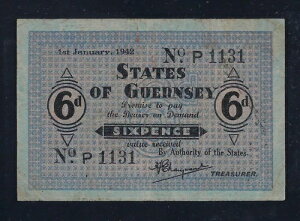 1st January, 1942
No P 1131
STATES
OF GUERNSEY
6d
Promise to pay
the Bearer on Demand
6d
SIXPENCE
value received
No P 1131
By Authority of the States.
TREASURER.